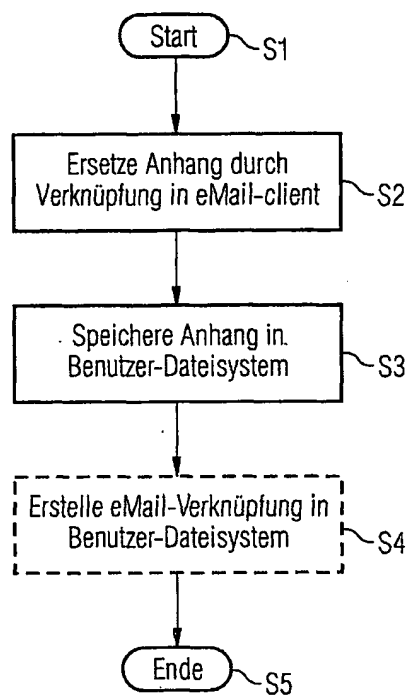 Start
S1
Ersetze Anhang durch
Verknüpfung in eMail-client
S2
Speichere Anhang in
Benutzer-Dateisystem
S3
Erstelle eMail-Verknüpfung in
Benutzer-Dateisystem
S4
Ende
S5